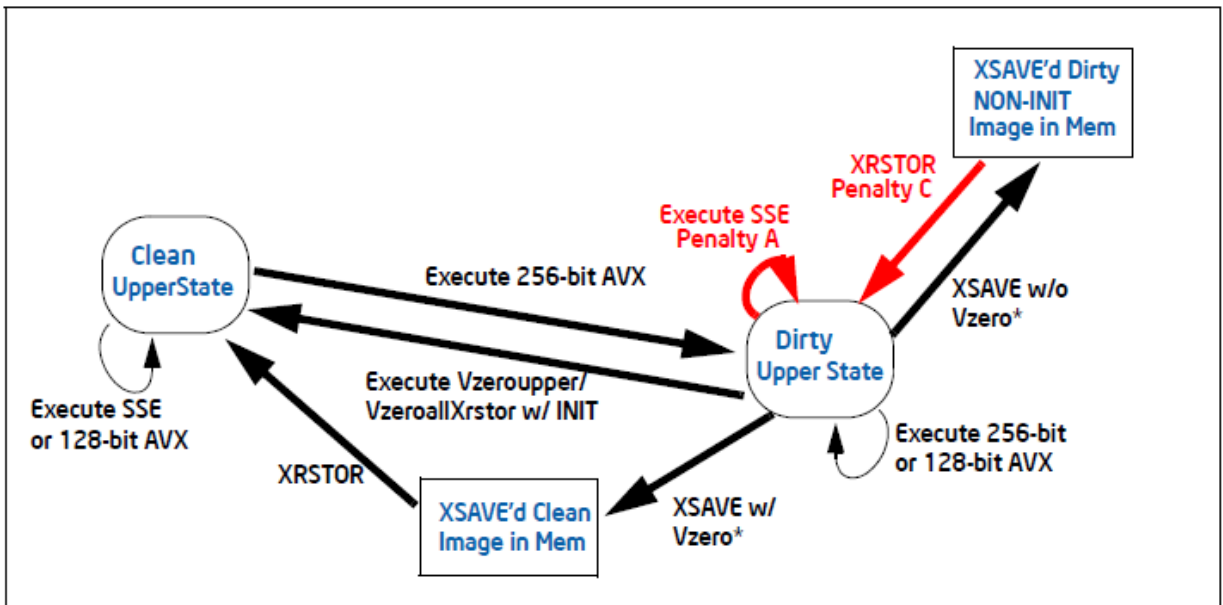 XSAVE'd Dirty
NON-INIT
Image in Mem
XRSTOR
Penalty C
Execute SSE
Penalty A
Clean
UpperState
Execute 256-bit AVX
XSAVE w/o
Vzero*
Dirty
Upper State
Execute Vzeroupper/
VzeroallXrstor w/ INIT
Execute SSE
or 128-bit AVX
Execute 256-bit
or 128-bit AVX
XRSTOR
XSAVE'd Clean
Image in Mem
XSAVE w/
Vzero*